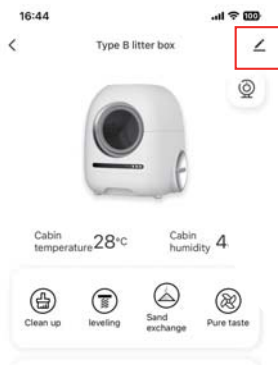 16:44
100
Type B litter box
Cabin
temperature 28°C
Cabin
humidity 4
Clean up
leveling
Sand
exchange
Pure taste